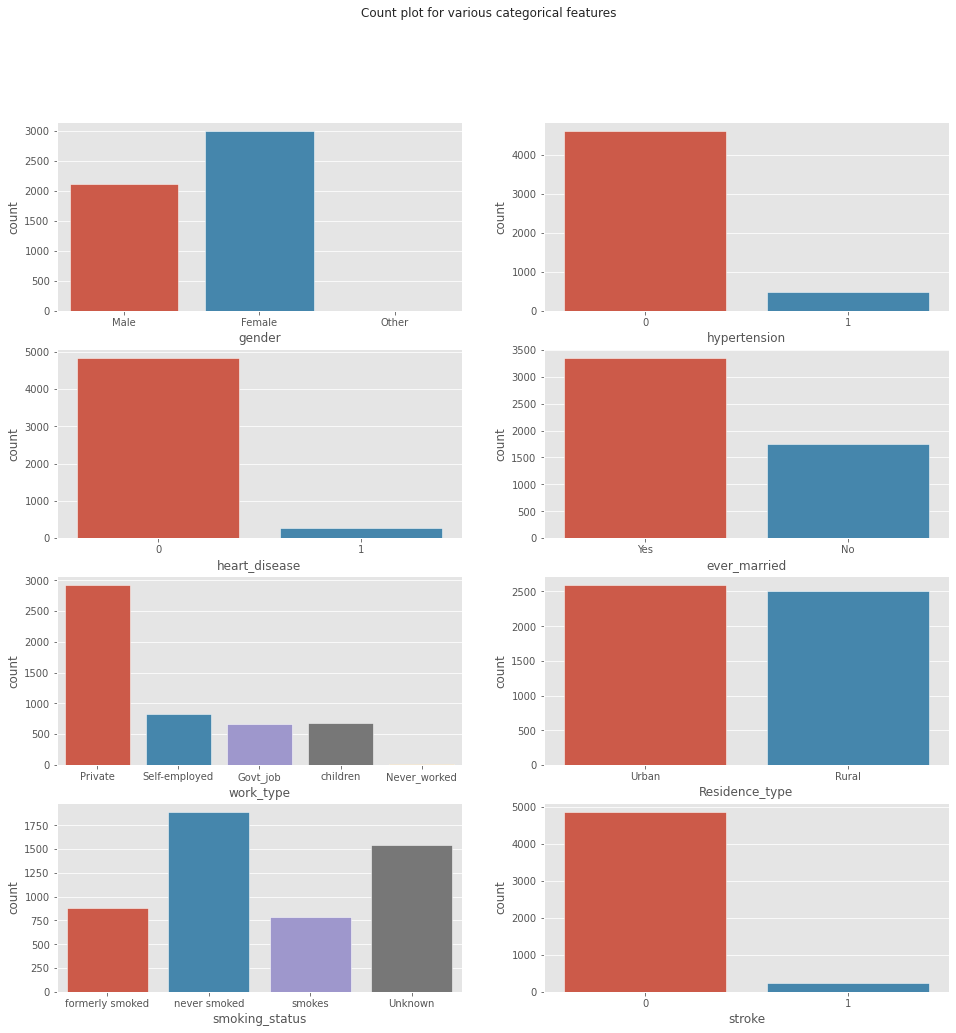 Count plot for various categorical features
3000
2500
2000
1500
1000
500
0
count
Male Female Other
gender
4000
3000
2000
1000
0
count
0 1
hypertension
5000
4000
3000
2000
1000
0
count
0 1
heart_disease
3500
3000
2500
2000
1500
1000
500
0
count
Yes No
ever_married
3000
2500
2000
1500
1000
500
0
count
Private Self-employed Govt_job children Never_worked
work_type
2500
2000
1500
1000
500
0
count
Urban Rural
Residence_type
1750
1500
1250
1000
750
500
250
0
count
formerly smoked never smoked smokes Unknown
smoking_status
5000
4000
3000
2000
1000
0
count
0 1
stroke